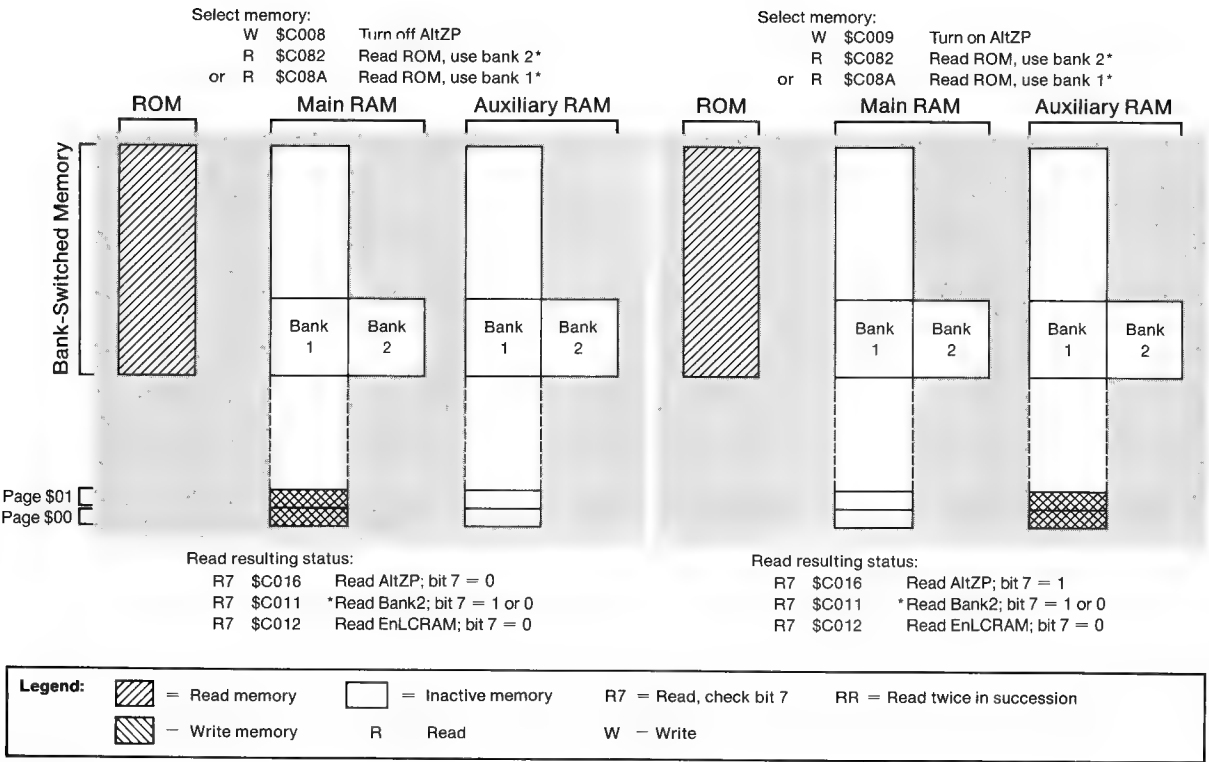 Select memory:
W $C008 Turn off AltZP
R $C082 Read ROM, use bank 2*
or R $C08A Read ROM, use bank 1*
ROM Main RAM Auxiliary RAM
Bank-Switched Memory
Bank 1
Bank 2
Bank 1
Bank 2
Page $01
Page $00
Read resulting status:
R7 $C016 Read AltZP; bit 7 = 0
R7 $C011 *Read Bank2; bit 7 = 1 or 0
R7 $C012 Read EnLCRAM; bit 7 = 0
Select memory:
W $C009 Turn on AltZP
R $C082 Read ROM, use bank 2*
or R $C08A Read ROM, use bank 1*
ROM Main RAM Auxiliary RAM
Bank 1
Bank 2
Bank 1
Bank 2
Read resulting status:
R7 $C016 Read AltZP; bit 7 = 1
R7 $C011 *Read Bank2; bit 7 = 1 or 0
R7 $C012 Read EnLCRAM; bit 7 = 0
Legend:
= Read memory = Inactive memory R7 = Read, check bit 7 RR = Read twice in succession
— Write memory R Read W — Write